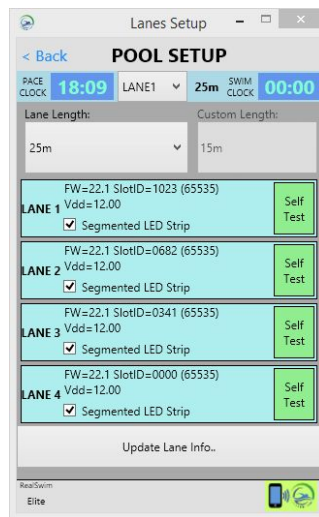 Lanes Setup
< Back POOL SETUP
PACE CLOCK 18:09 LANE1 25m SWIM CLOCK 00:00
Lane Length: Custom Length:
25m 15m
FW=22.1 SlotID=1023 (65535)
LANE 1 Vdd=12.00 Self Test
Segmented LED Strip
FW=22.1 SlotID=0682 (65535)
LANE 2 Vdd=12.00 Self Test
Segmented LED Strip
FW=22.1 SlotID=0341 (65535)
LANE 3 Vdd=12.00 Self Test
Segmented LED Strip
FW=22.1 SlotID=0000 (65535)
LANE 4 Vdd=12.00 Self Test
Segmented LED Strip
Update Lane Info..
RealSwim
Elite